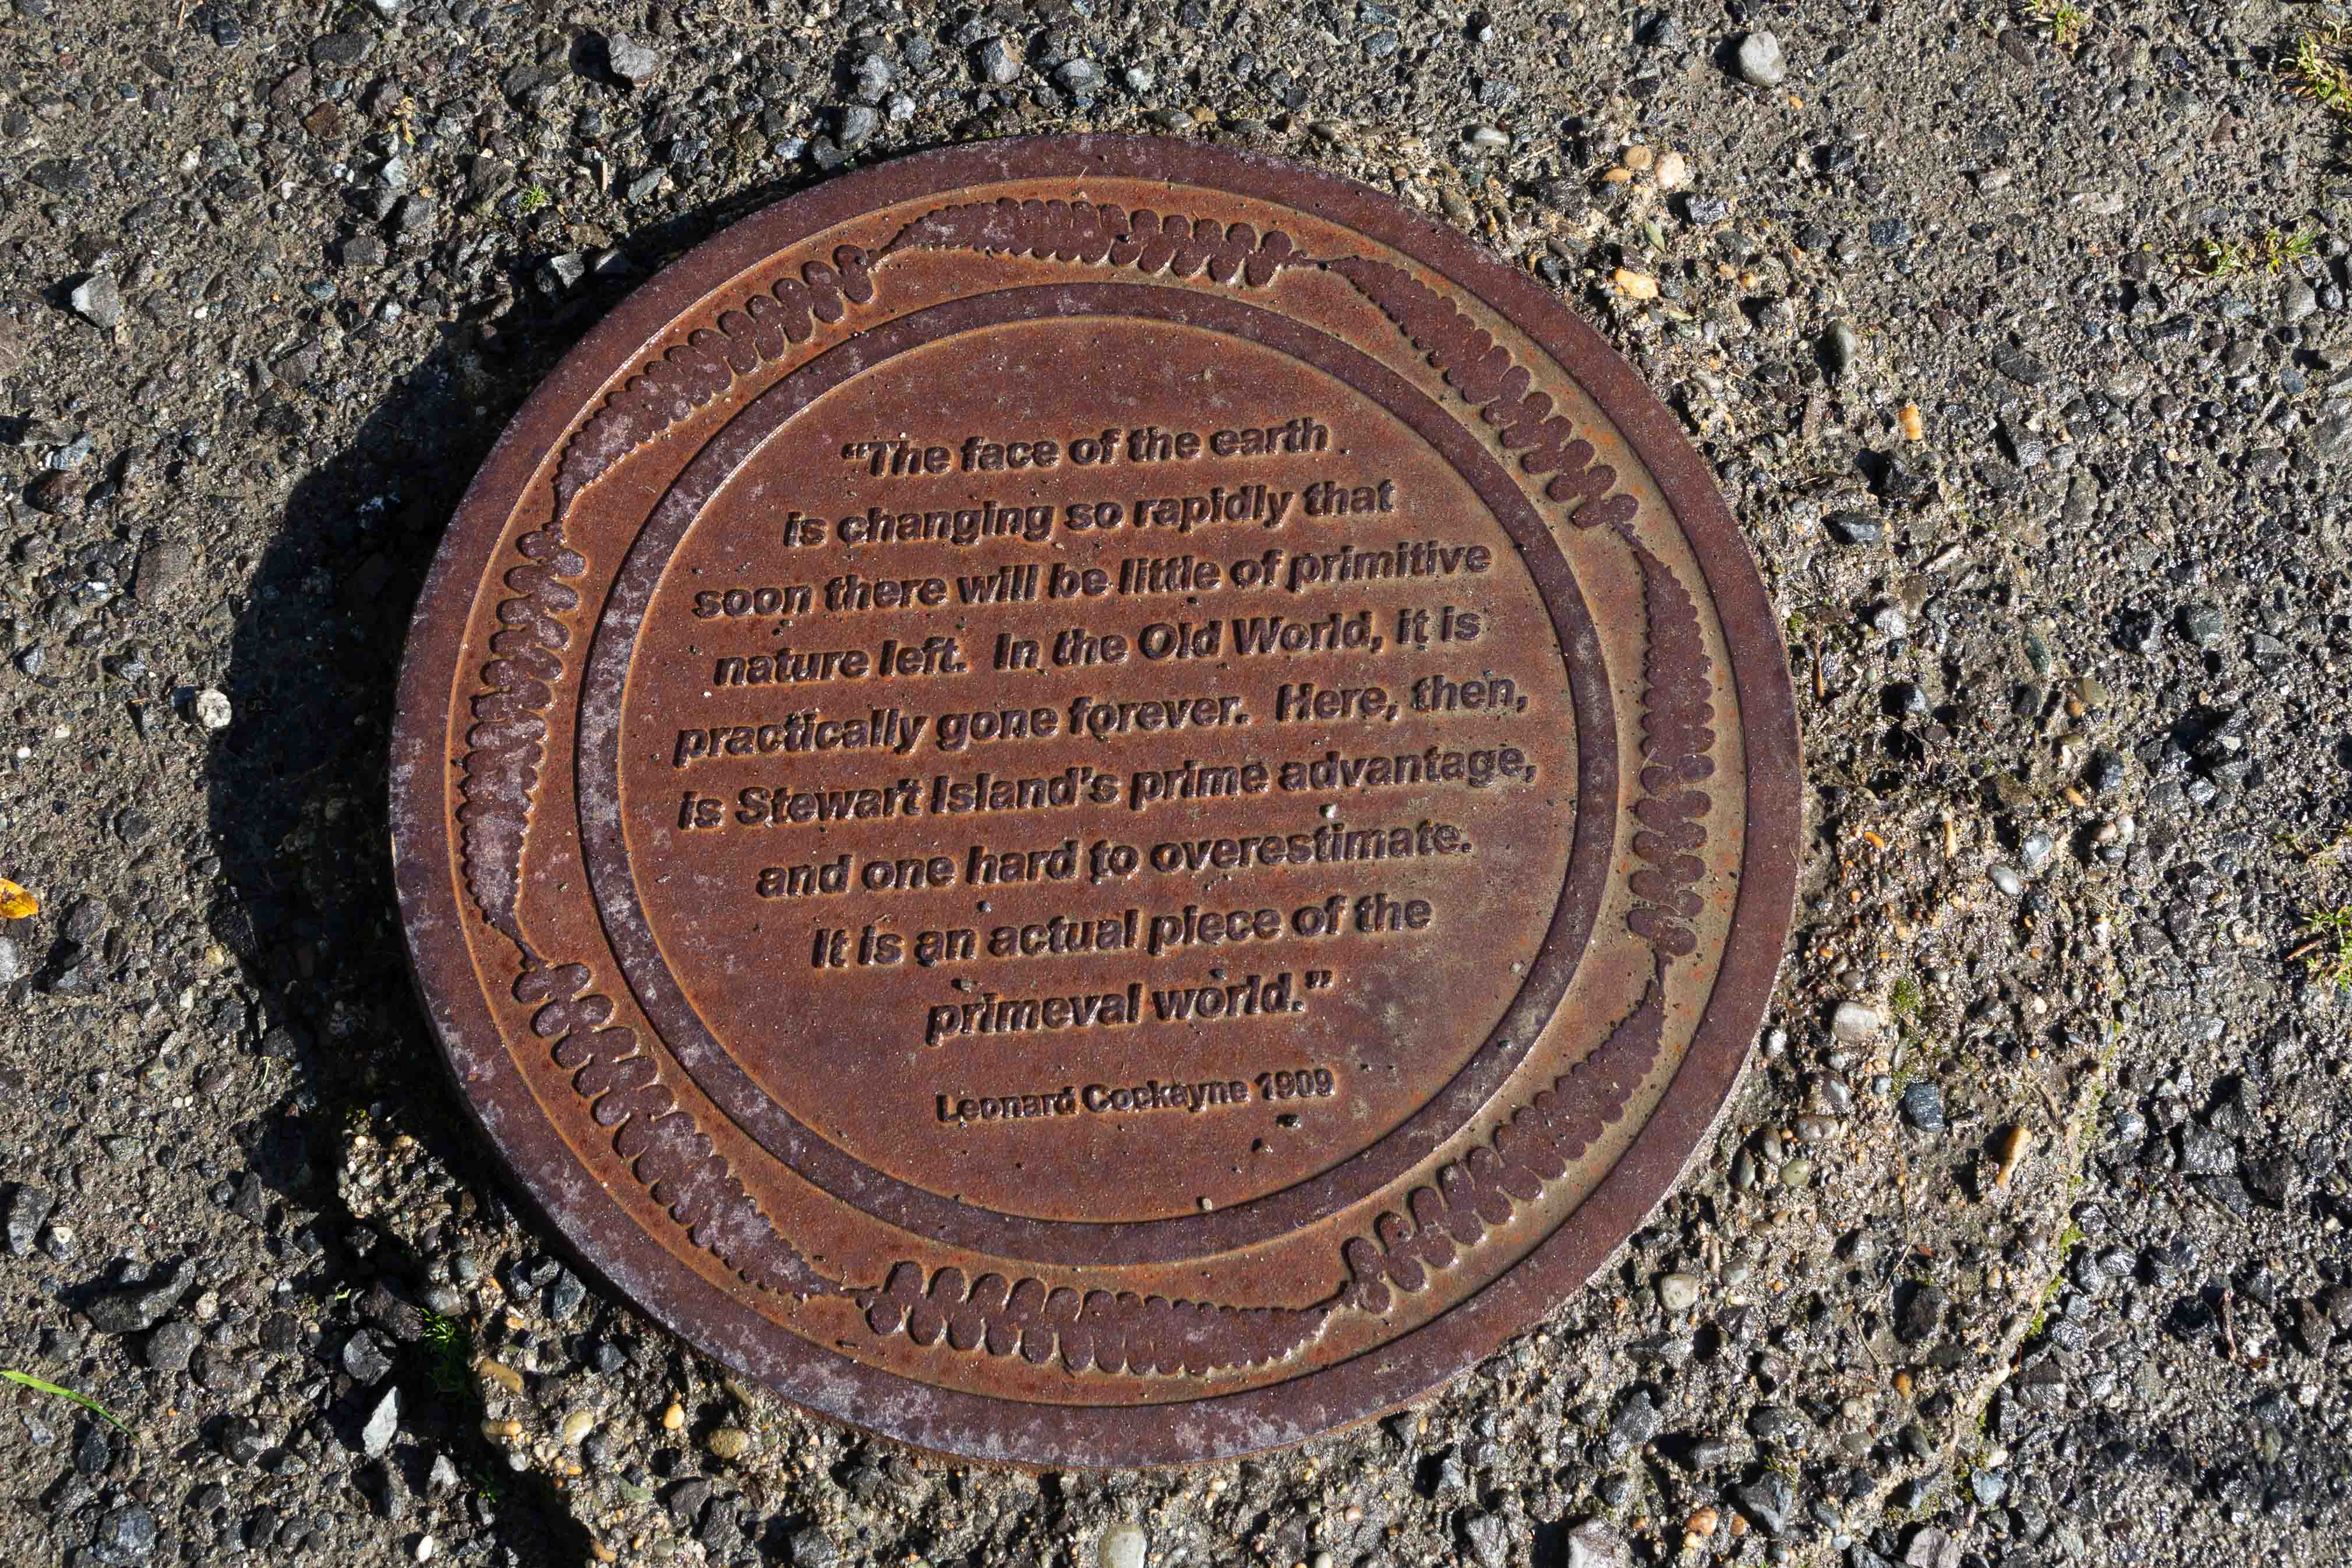 “The face of the earth
is changing so rapidly that
soon there will be little of primitive
nature left.  In the Old World, it is
practically gone forever.  Here, then,
is Stewart Island’s prime advantage,
and one hard to overestimate.
It is an actual piece of the
primeval world.”
Leonard Cockayne 1909